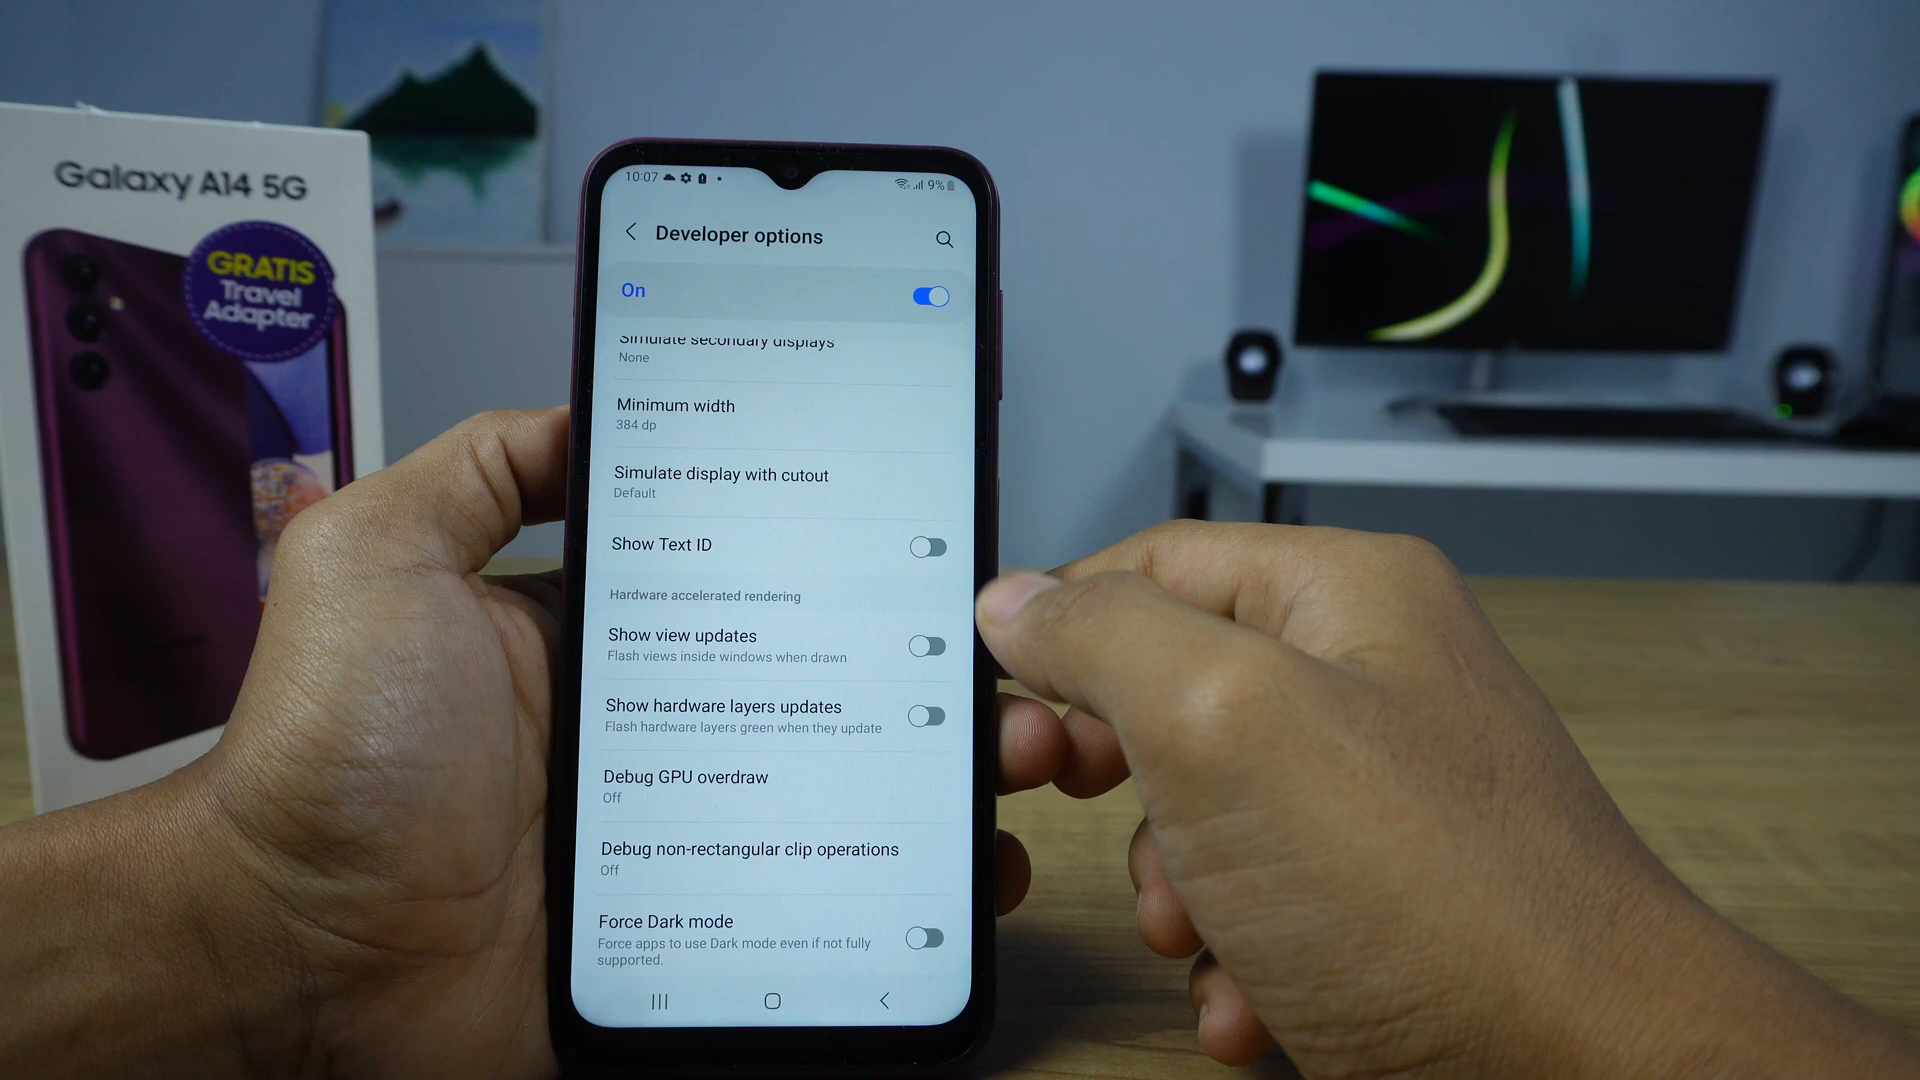 Galaxy A14 5G
GRATIS
Travel
Adapter
10:07
9%
Developer options
On
Simulate secondary displays
None
Minimum width
384 dp
Simulate display with cutout
Default
Show Text ID
Hardware accelerated rendering
Show view updates
Flash views inside windows when drawn
Show hardware layers updates
Flash hardware layers green when they update
Debug GPU overdraw
Off
Debug non-rectangular clip operations
Off
Force Dark mode
Force apps to use Dark mode even if not fully
supported.